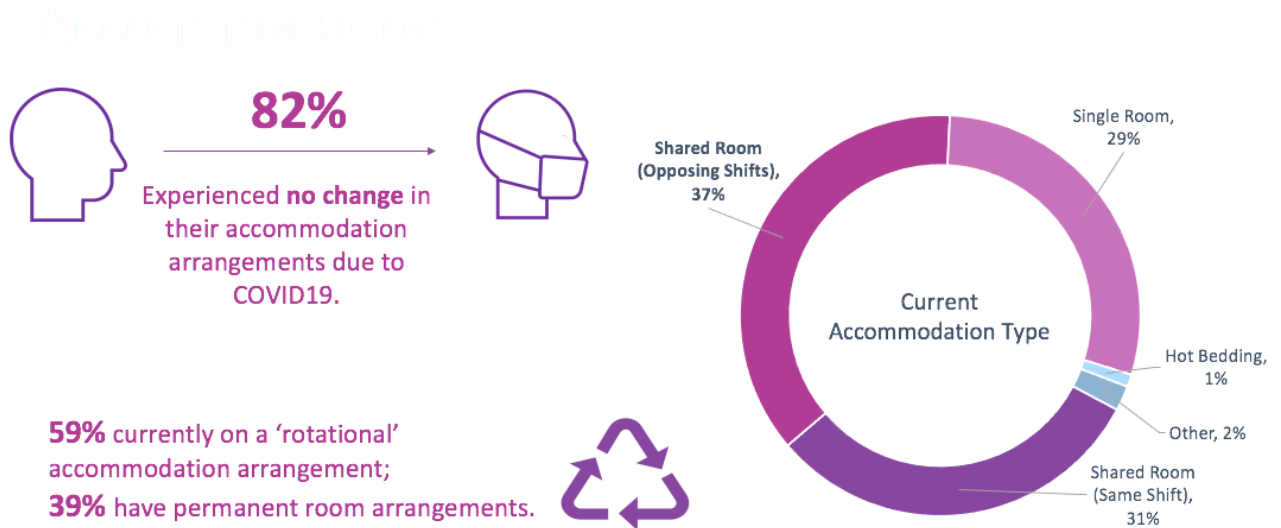 Accommodation
82%
Experienced no change in
their accommodation
arrangements due to
COVID19.
59% currently on a ‘rotational’
accommodation arrangement;
39% have permanent room arrangements.
Shared Room
(Opposing Shifts),
37%
Single Room,
29%
Current
Accommodation Type
Hot Bedding,
1%
Other, 2%
Shared Room
(Same Shift),
31%